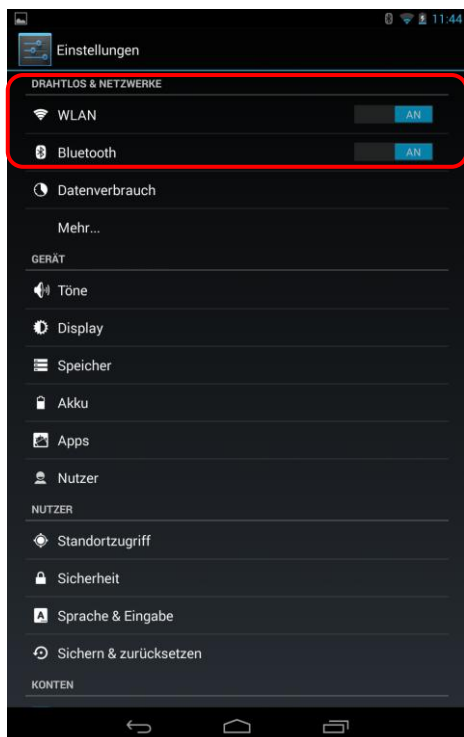 11:44
Einstellungen
DRAHTLOS & NETZWERKE
WLAN AN
Bluetooth AN
Datenverbrauch
Mehr...
GERÄT
Töne
Display
Speicher
Akku
Apps
Nutzer
NUTZER
Standortzugriff
Sicherheit
A Sprache & Eingabe
Sichern & zurücksetzen
KONTEN